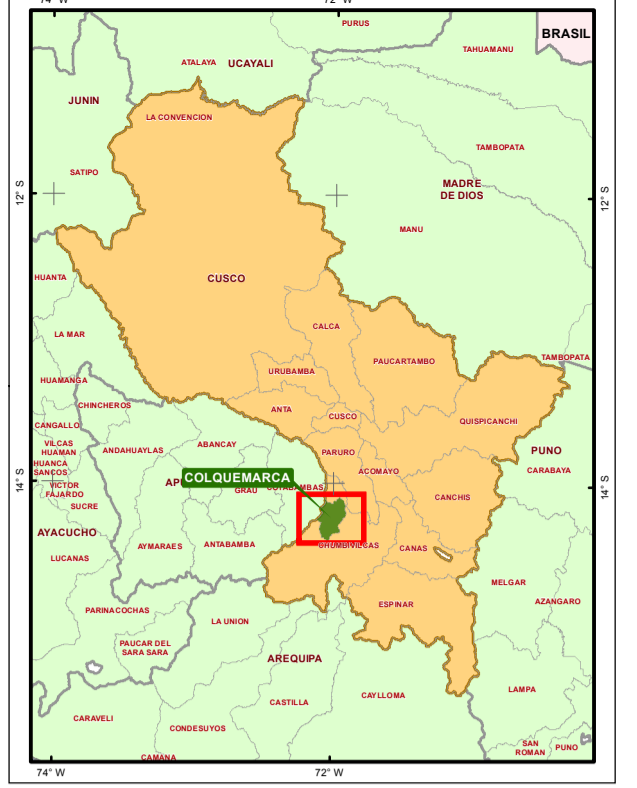 74° W
72° W
PURUS
BRASIL
TAHUAMANU
ATALAYA
UCAYALI
JUNIN
LA CONVENCION
TAMBOPATA
SATIPO
12° S
12° S
MADRE
DE DIOS
MANU
HUANTA
CUSCO
CALCA
LA MAR
PAUCARTAMBO
TAMBOPATA
URUBAMBA
HUAMANGA
CHINCHEROS
ANTA
CUSCO
QUISPICANCHI
CANGALLO
VILCAS
HUAMAN
ANDAHUAYLAS
ABANCAY
PARURO
PUNO
HUANCA
SANCOS
ACOMAYO
CARABAYA
14° S
14° S
COLQUEMARCA
VICTOR
FAJARDO
GRAU
CANCHIS
SUCRE
AYACUCHO
AYMARAES
ANTABAMBA
CHUMBIVILCAS
CANAS
LUCANAS
MELGAR
PARINACOCHAS
ESPINAR
AZANGARO
LA UNION
PAUCAR DEL
SARA SARA
AREQUIPA
CASTILLA
CAYLLOMA
LAMPA
CARAVELI
CONDESUYOS
SAN
ROMAN
PUNO
CAMANA
74° W
72° W